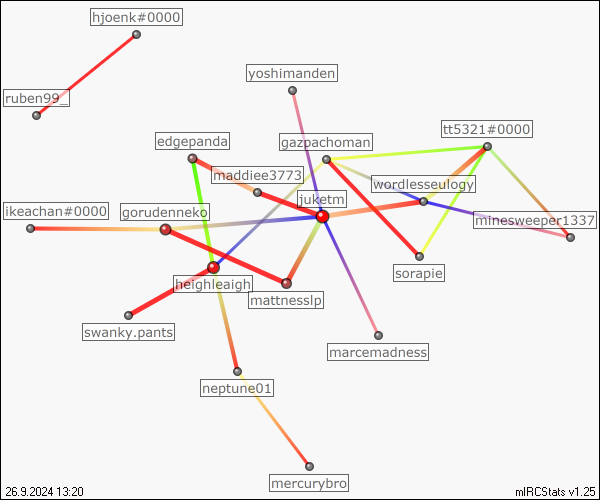 hjoenk#0000
yoshimanden
ruben99_
tt5321#0000
edgepanda
gazpachoman
maddiee3773
wordlesseulogy
juketm
ikeachan#0000
gorudenneko
minesweeper1337
sorapie
heighleaigh
mattnesslp
swanky.pants
marcemadness
neptune01
mercurybro
26.9.2024 13:20
mIRCStats v1.25